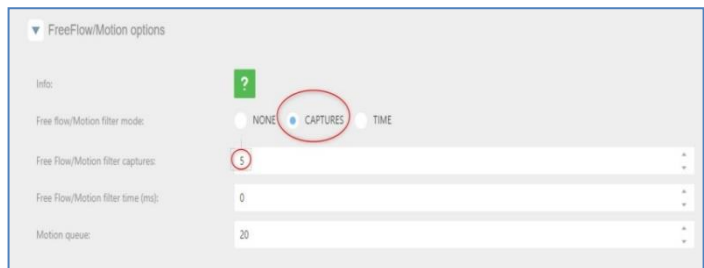 FreeFlow/Motion options
Info: ?
Free flow/Motion filter mode: NONE CAPTURES TIME
Free Flow/Motion filter captures: 5
Free Flow/Motion filter time (ms): 0
Motion queue: 20